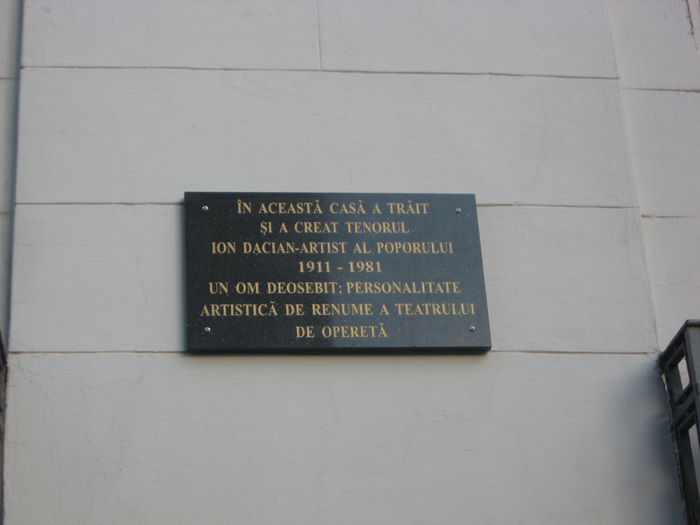 ÎN ACEASTĂ CASĂ A TRĂIT
ȘI A CREAT TENORUL
ION DACIAN-ARTIST AL POPORULUI
1911 - 1981
UN OM DEOSEBIT; PERSONALITATE
ARTISTICĂ DE RENUME A TEATRULUI
DE OPERETĂ